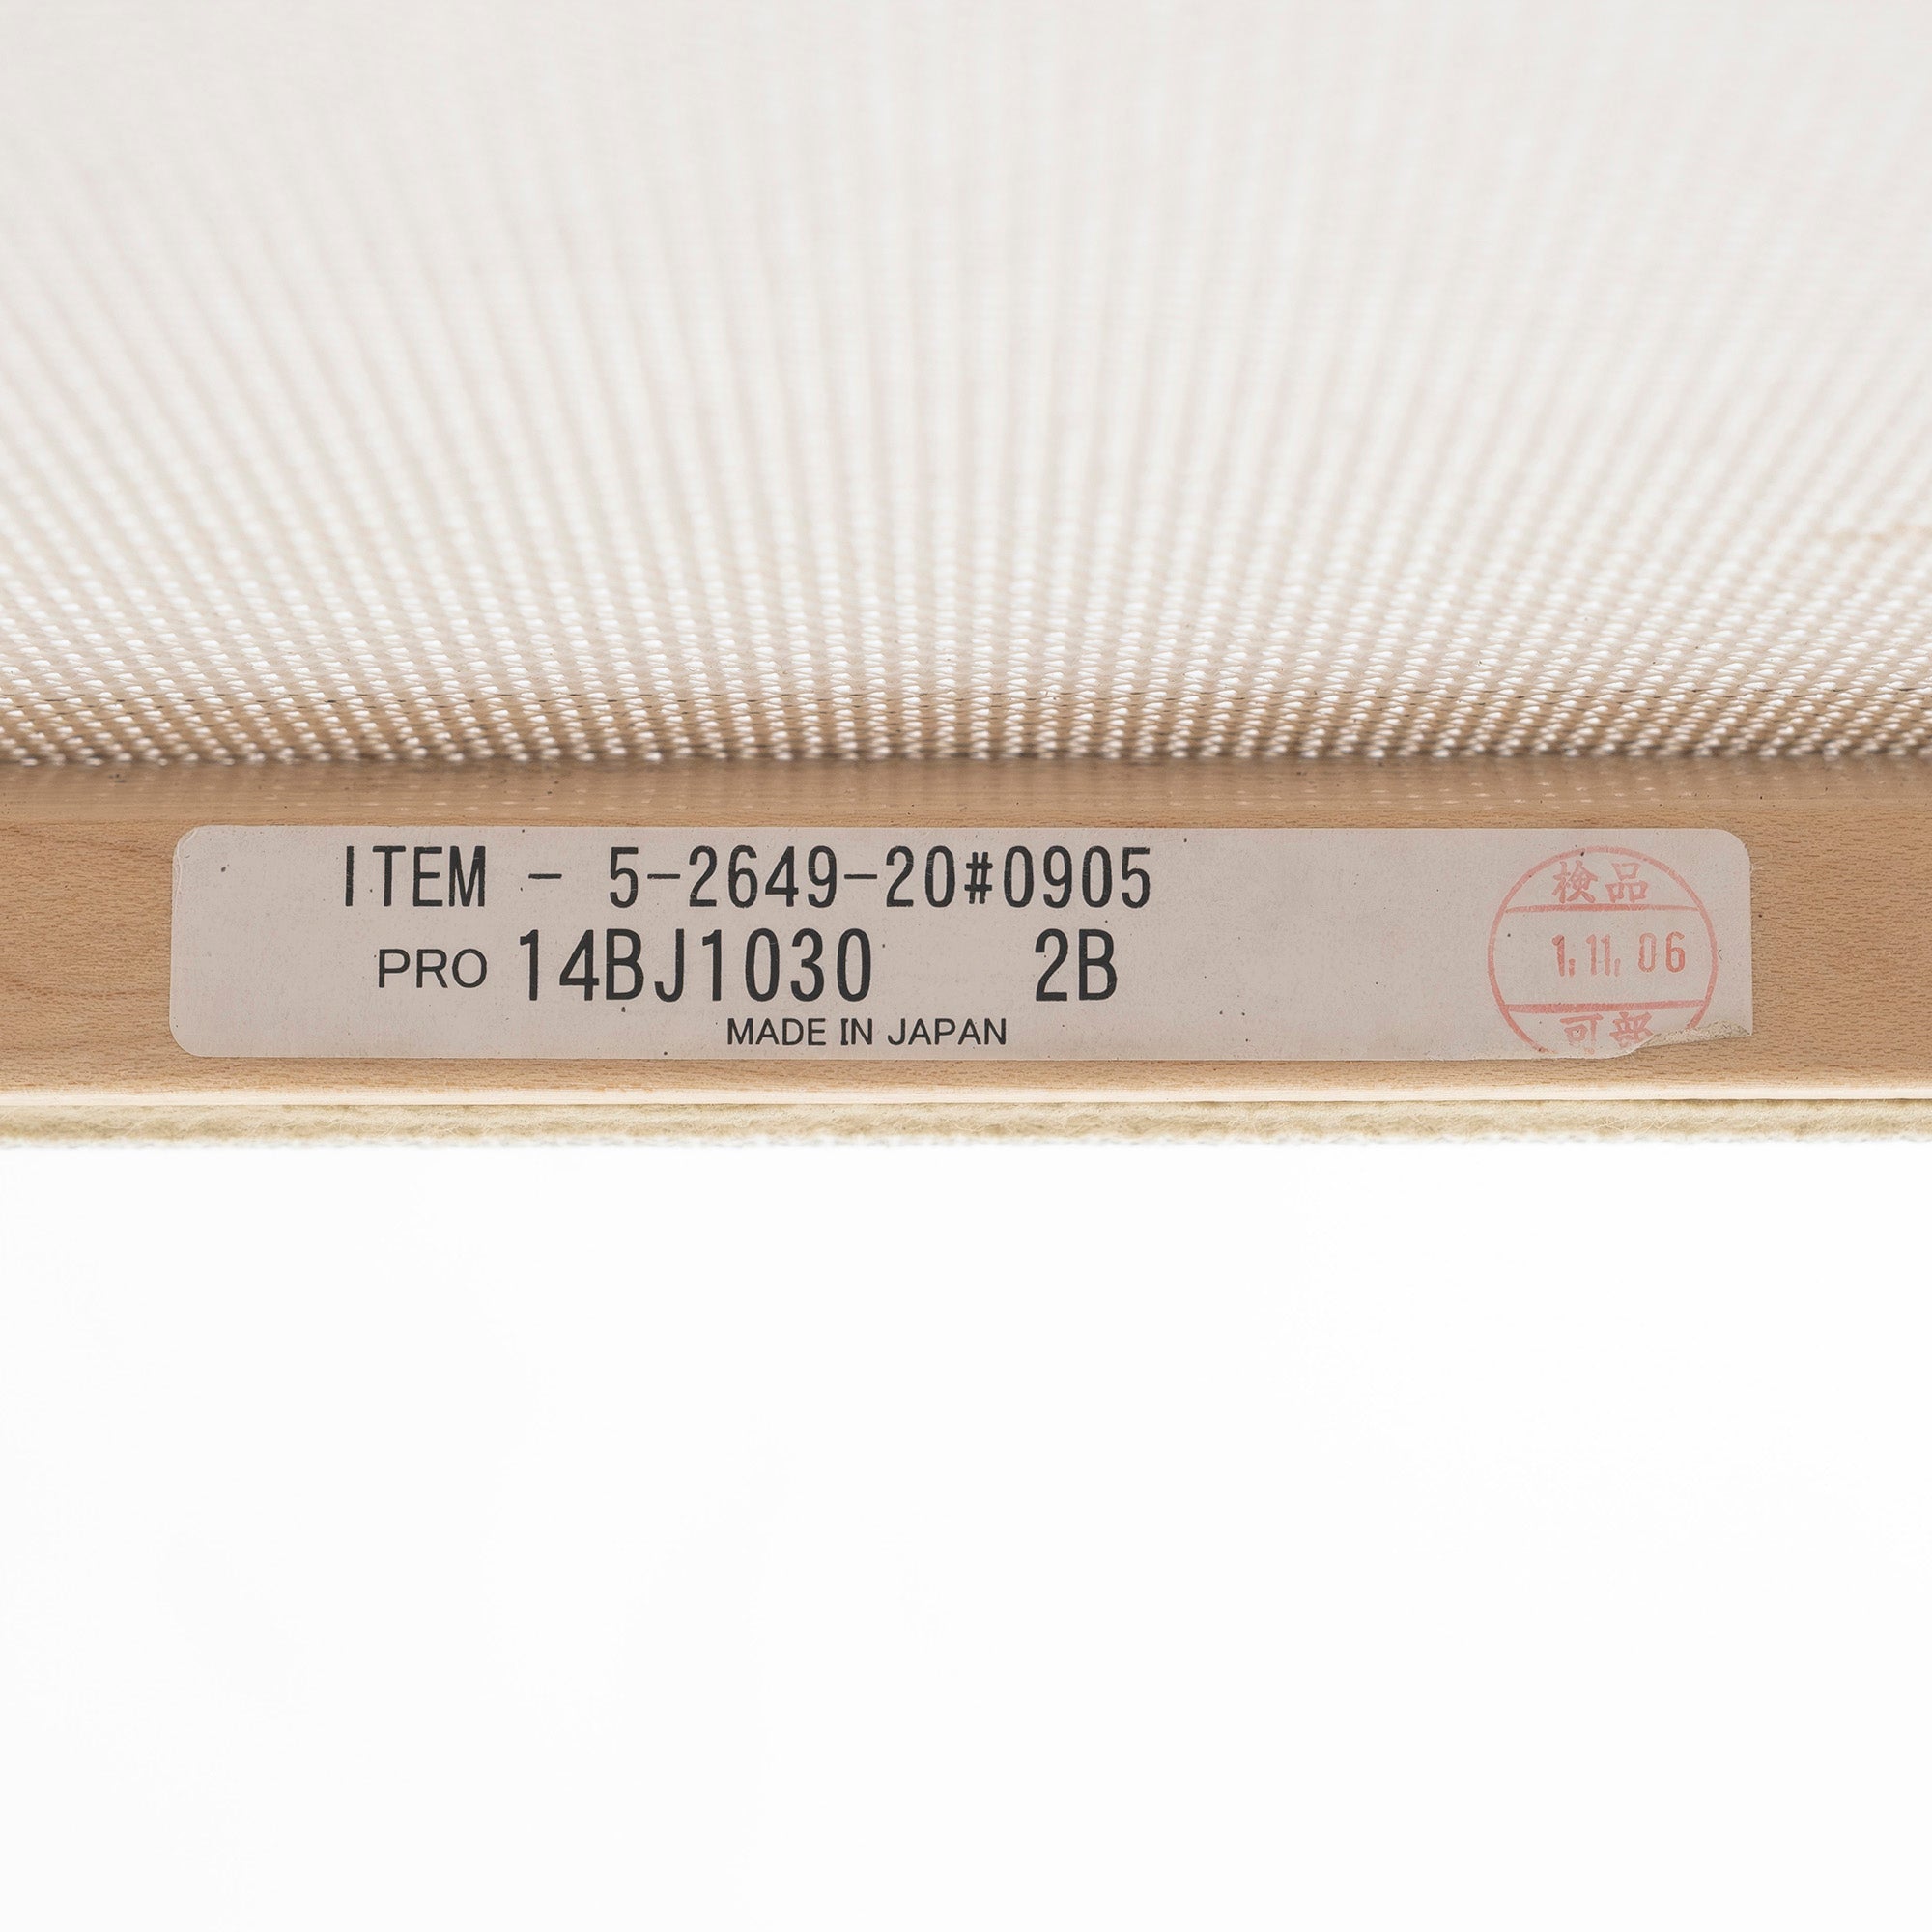 ITEM - 5-2649-20#0905
PRO 14BJ1030 2B
MADE IN JAPAN
検品
1.11.06
可部